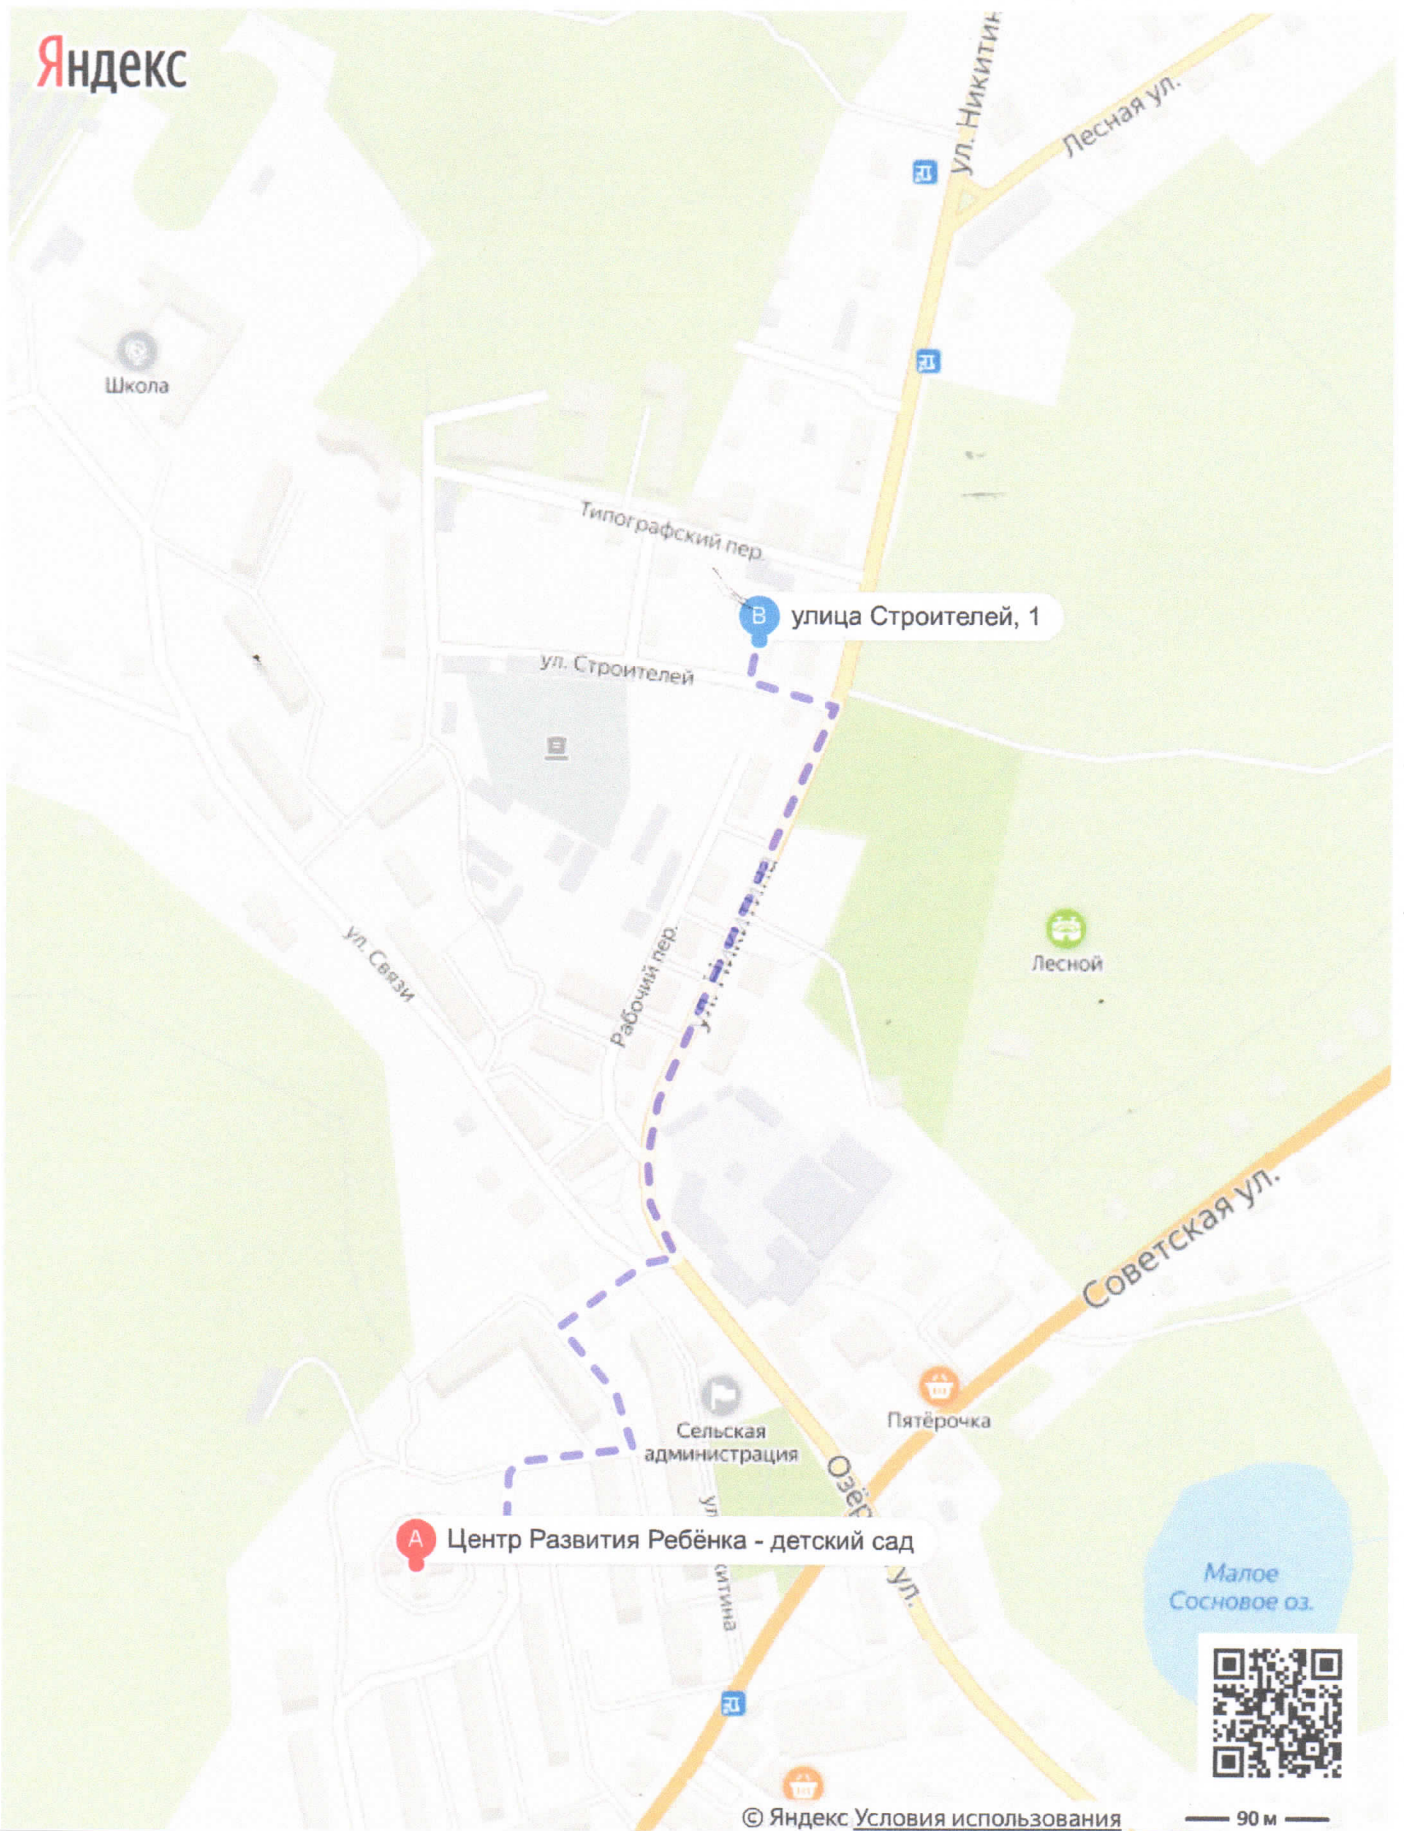 Яндекс
ул. Никитин
Лесная ул.
Школа
Типографский пер.
B
улица Строителей, 1
ул. Строителей
ул. Связи
Рабочий пер.
Лесной
Советская ул.
Пятёрочка
Сельская
администрация
A
Центр Развития Ребёнка - детский сад
ул.
Малое
Сосновое оз.
© Яндекс Условия использования
90 м